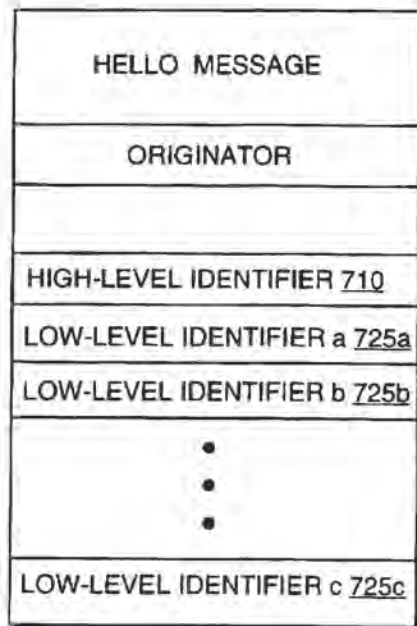 HELLO MESSAGE
ORIGINATOR
HIGH-LEVEL IDENTIFIER 710
LOW-LEVEL IDENTIFIER a 725a
LOW-LEVEL IDENTIFIER b 725b
LOW-LEVEL IDENTIFIER c 725c